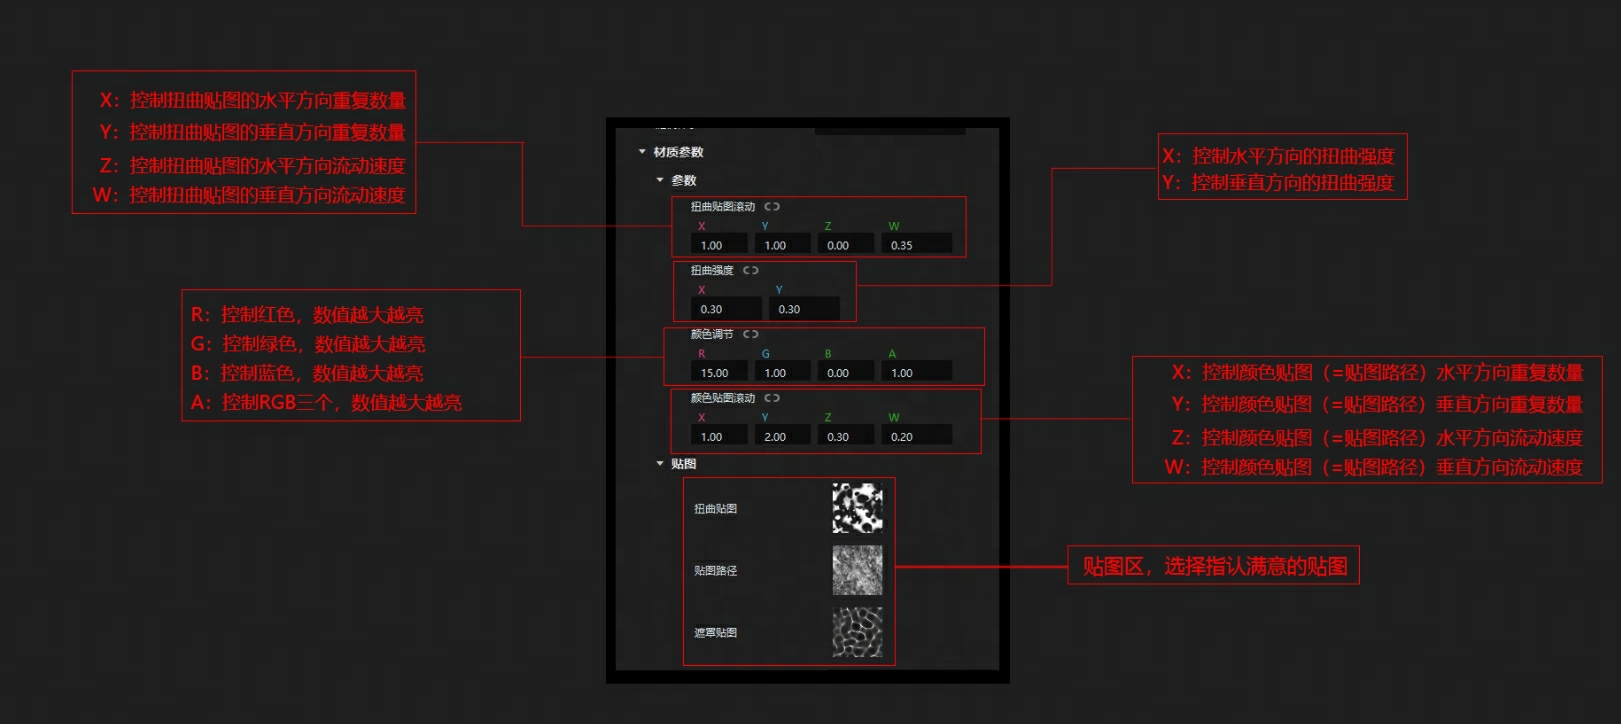 X：控制扭曲贴图的水平方向重复数量
Y：控制扭曲贴图的垂直方向重复数量
Z：控制扭曲贴图的水平方向流动速度
W：控制扭曲贴图的垂直方向流动速度
R：控制红色，数值越大越亮
G：控制绿色，数值越大越亮
B：控制蓝色，数值越大越亮
A：控制RGB三个，数值越大越亮
材质参数
参数
扭曲贴图滚动
X Y Z W
1.00 1.00 0.00 0.35
扭曲强度
X Y
0.30 0.30
颜色调节
R G B A
15.00 1.00 0.00 1.00
颜色贴图滚动
X Y Z W
1.00 2.00 0.30 0.20
贴图
扭曲贴图
贴图路径
遮罩贴图
X：控制水平方向的扭曲强度
Y：控制垂直方向的扭曲强度
X：控制颜色贴图（=贴图路径）水平方向重复数量
Y：控制颜色贴图（=贴图路径）垂直方向重复数量
Z：控制颜色贴图（=贴图路径）水平方向流动速度
W：控制颜色贴图（=贴图路径）垂直方向流动速度
贴图区，选择指认满意的贴图